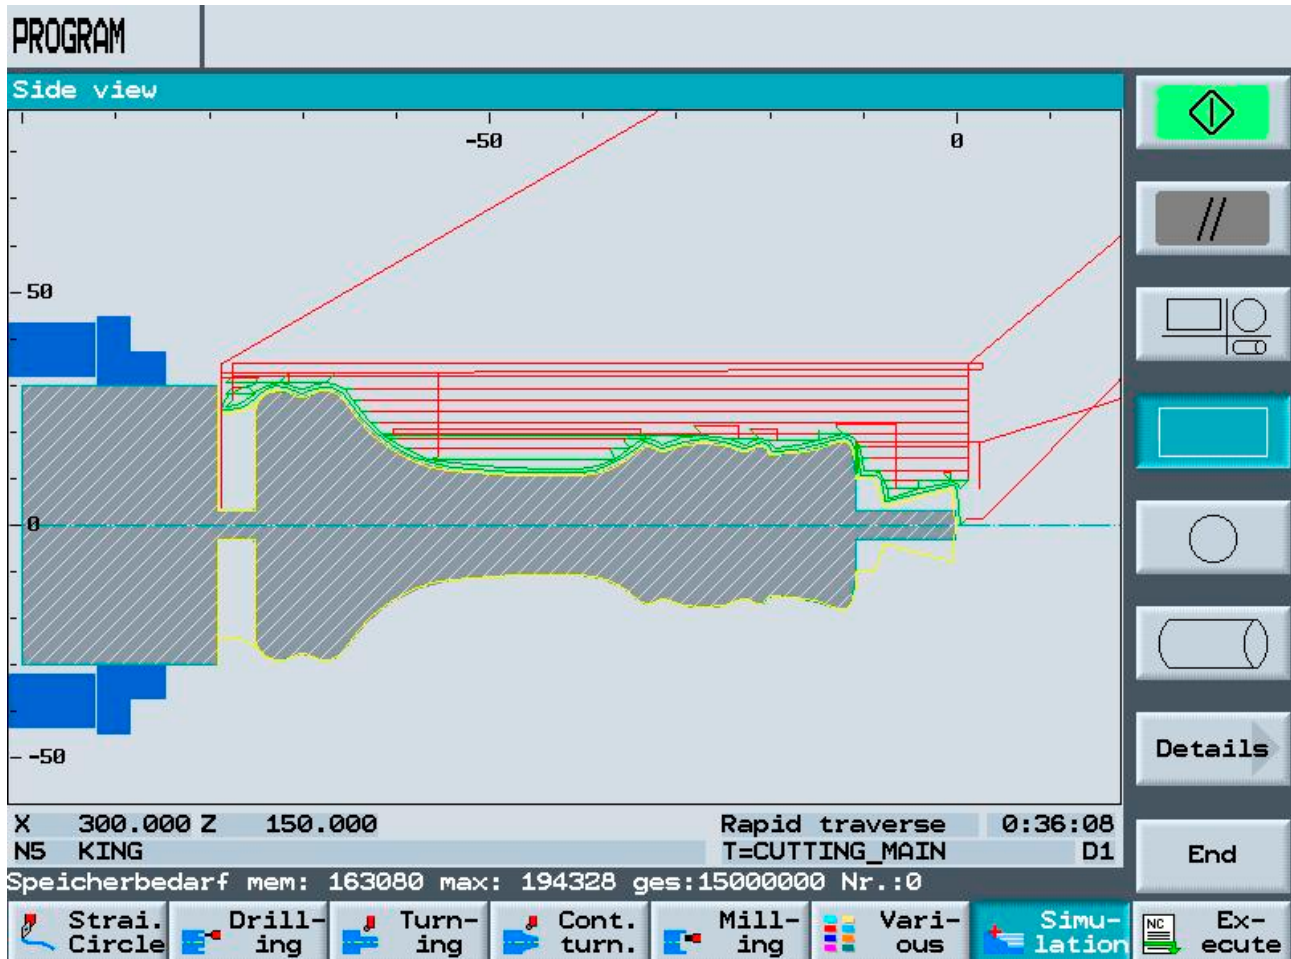 PROGRAM
Side view
-50 0
50
0
-50
X 300.000 Z 150.000 Rapid traverse 0:36:08
N5 KING T=CUTTING_MAIN D1
Speicherbedarf mem: 163080 max: 194328 ges:15000000 Nr.:0
//
Details
End
Strai. Circle
Drill- ing
Turn- ing
Cont. turn.
Mill- ing
Vari- ous
Simu- lation
NC Ex- ecute